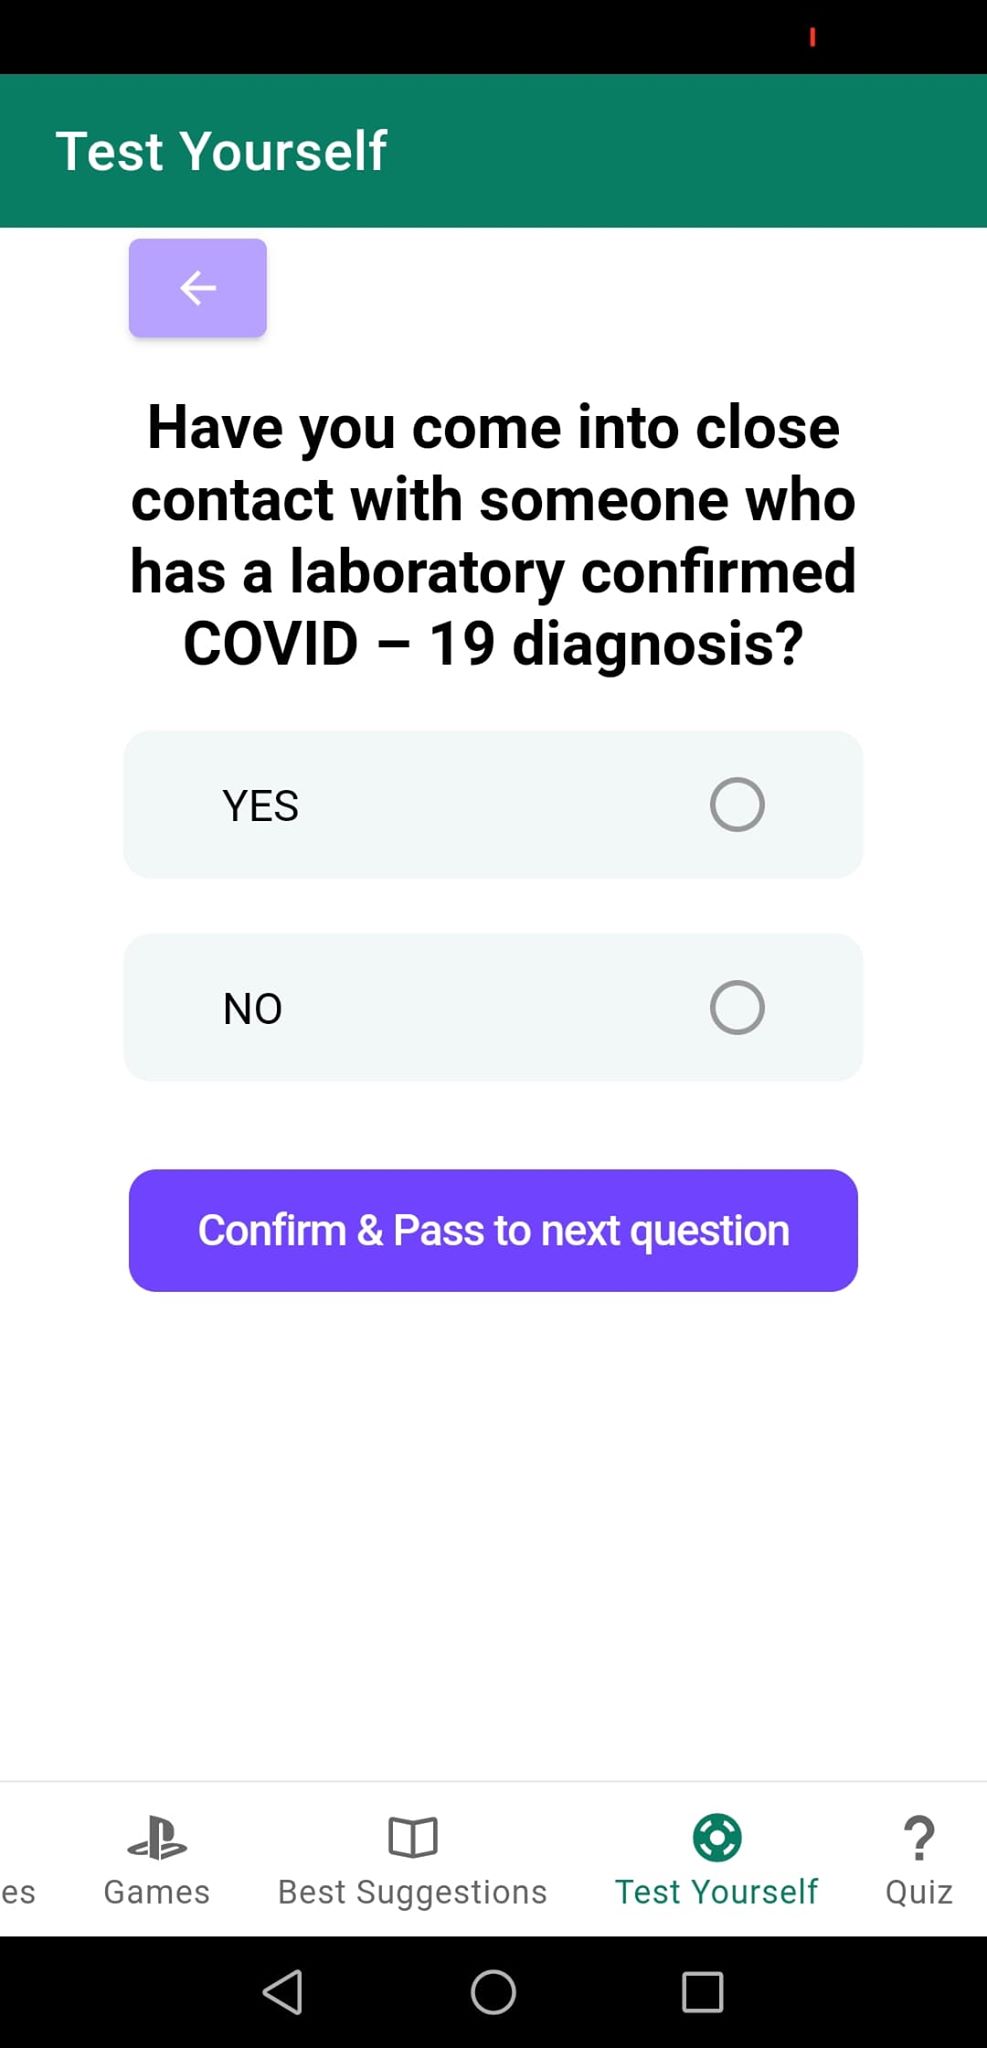 Test Yourself
Have you come into close
contact with someone who
has a laboratory confirmed
COVID – 19 diagnosis?
YES
NO
Confirm & Pass to next question
es
Games
Best Suggestions
Test Yourself
?
Quiz